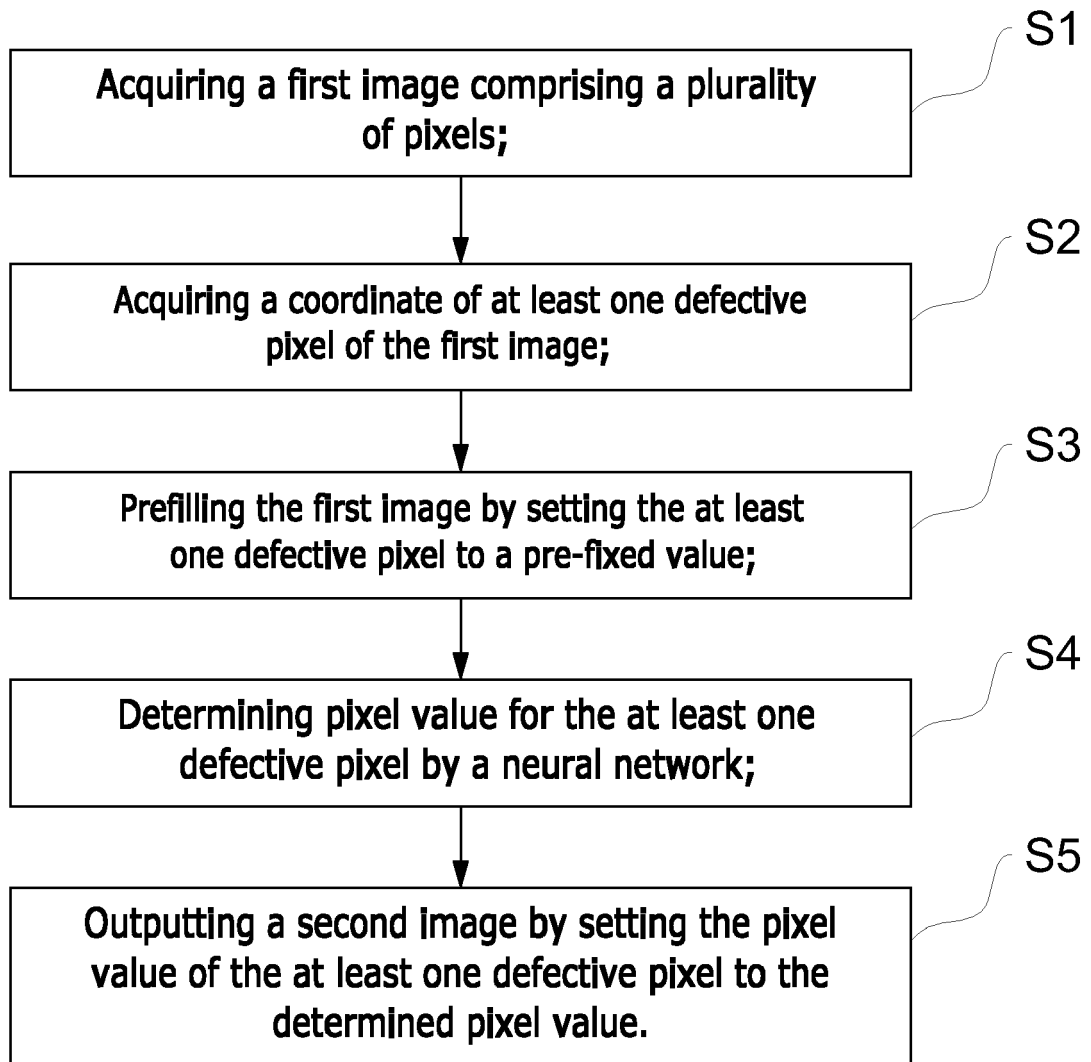 S1
Acquiring a first image comprising a plurality
of pixels;
S2
Acquiring a coordinate of at least one defective
pixel of the first image;
S3
Prefilling the first image by setting the at least
one defective pixel to a pre-fixed value;
S4
Determining pixel value for the at least one
defective pixel by a neural network;
S5
Outputting a second image by setting the pixel
value of the at least one defective pixel to the
determined pixel value.